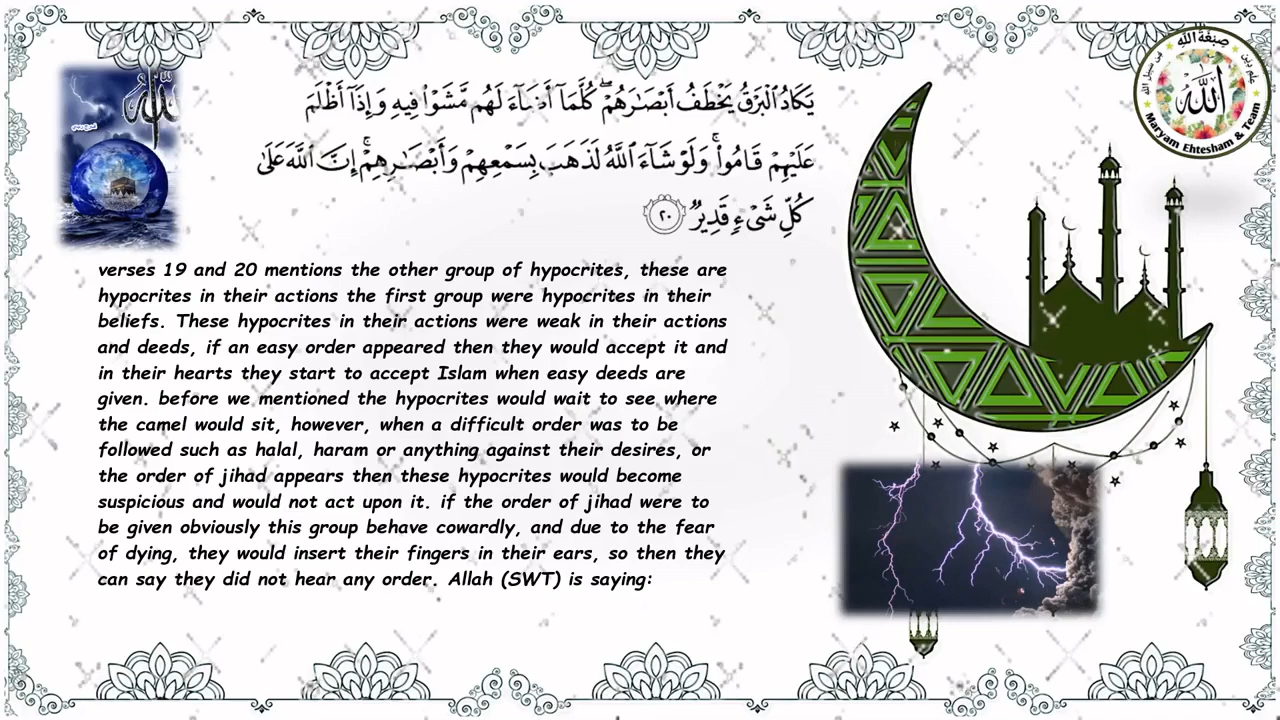 يَكَادُ ٱلْبَرْقُ يَخْطَفُ أَبْصَـٰرَهُمْ ۖ كُلَّمَآ أَضَآءَ لَهُم مَّشَوْا۟ فِيهِ وَإِذَآ أَظْلَمَ
عَلَيْهِمْ قَامُوا۟ ۚ وَلَوْ شَآءَ ٱللَّهُ لَذَهَبَ بِسَمْعِهِمْ وَأَبْصَـٰرِهِمْ ۚ إِنَّ ٱللَّهَ عَلَىٰ
كُلِّ شَىْءٍ قَدِيرٌ ٢٠
verses 19 and 20 mentions the other group of hypocrites, these are
hypocrites in their actions the first group were hypocrites in their
beliefs. These hypocrites in their actions were weak in their actions
and deeds, if an easy order appeared then they would accept it and
in their hearts they start to accept Islam when easy deeds are
given. before we mentioned the hypocrites would wait to see where
the camel would sit, however, when a difficult order was to be
followed such as halal, haram or anything against their desires, or
the order of jihad appears then these hypocrites would become
suspicious and would not act upon it. if the order of jihad were to
be given obviously this group behave cowardly, and due to the fear
of dying, they would insert their fingers in their ears, so then they
can say they did not hear any order. Allah (SWT) is saying:
الله
صِبْغَةَ اللهِ
الله
Maryam Ehtesham & Team